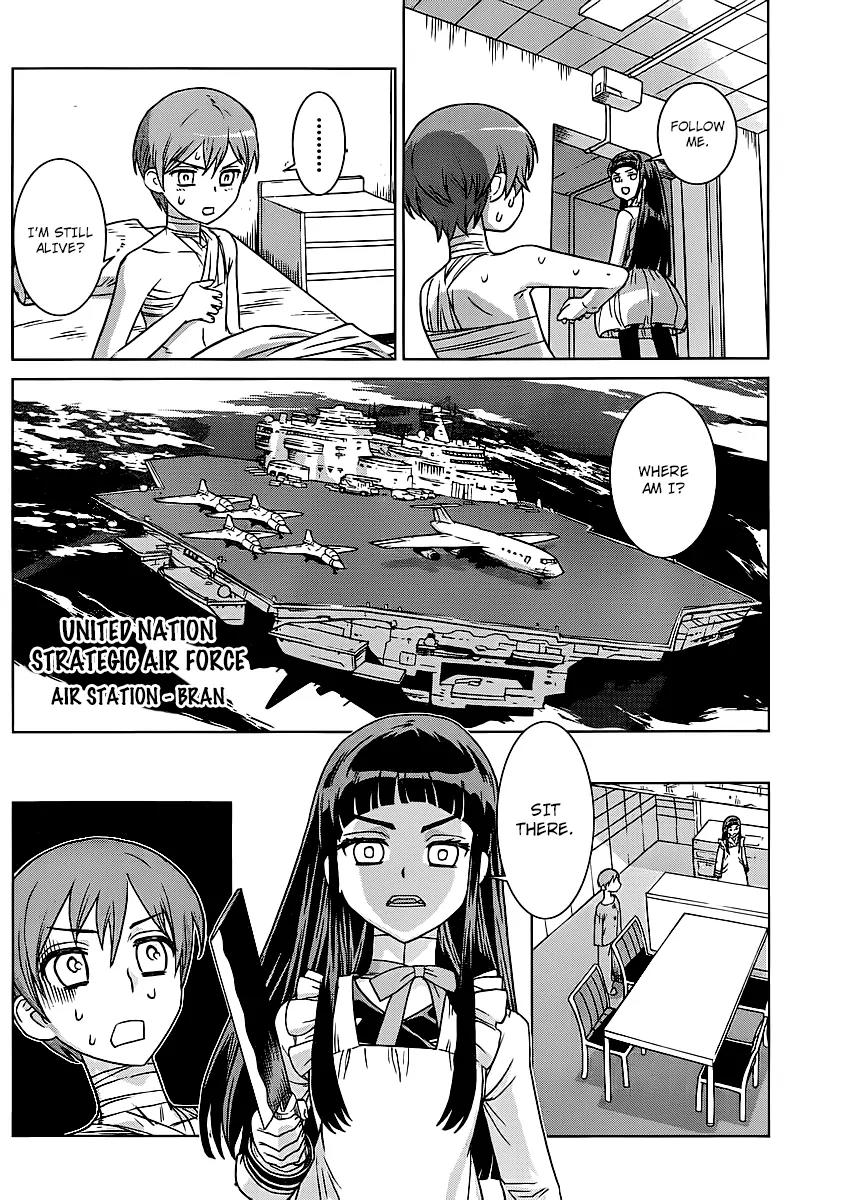 FOLLOW
ME.
………
I'M STILL
ALIVE?
WHERE
AM I?
UNITED NATION
STRATEGIC AIR FORCE
AIR STATION - BRAN
SIT
THERE.